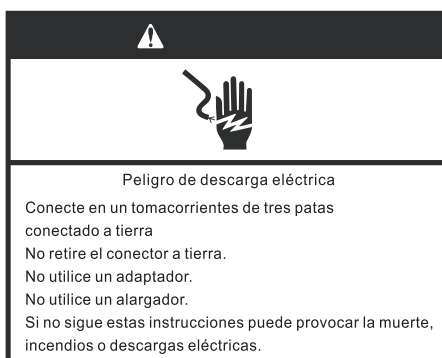 Peligro de descarga eléctrica
Conecte en un tomacorrientes de tres patas
conectado a tierra
No retire el conector a tierra.
No utilice un adaptador.
No utilice un alargador.
Si no sigue estas instrucciones puede provocar la muerte,
incendios o descargas eléctricas.